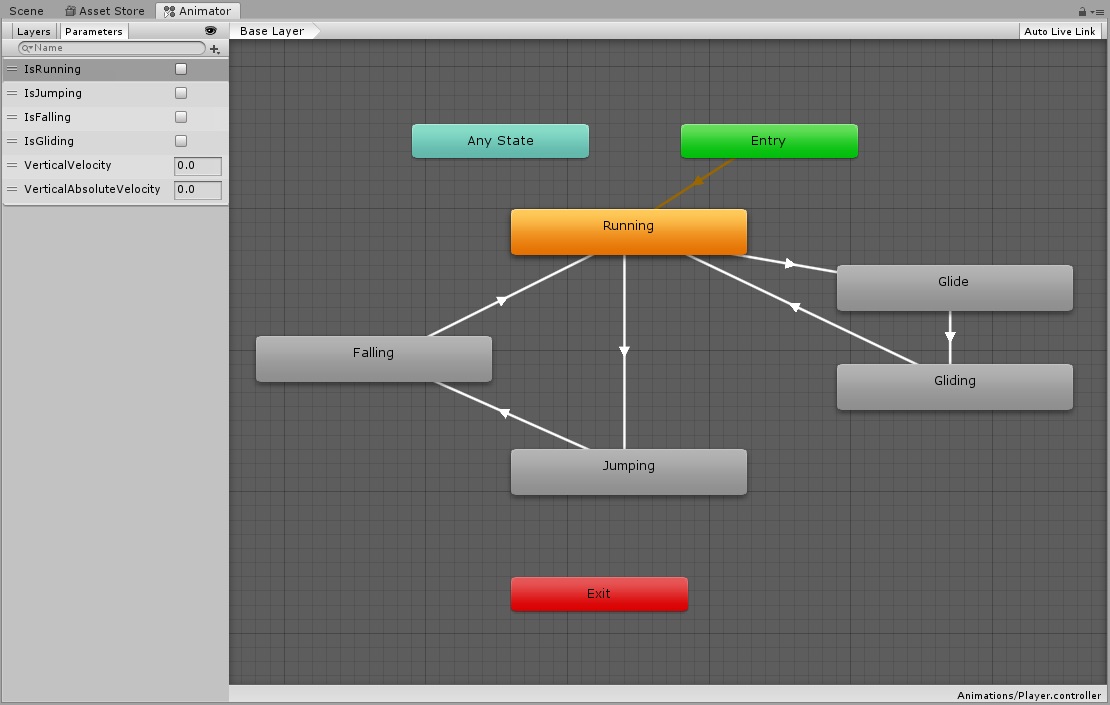 Scene Asset Store Animator
Layers Parameters Base Layer Auto Live Link
Name
IsRunning
IsJumping
IsFalling
IsGliding
VerticalVelocity 0.0
VerticalAbsoluteVelocity 0.0
Any State
Entry
Running
Glide
Falling
Gliding
Jumping
Exit
Animations/Player.controller